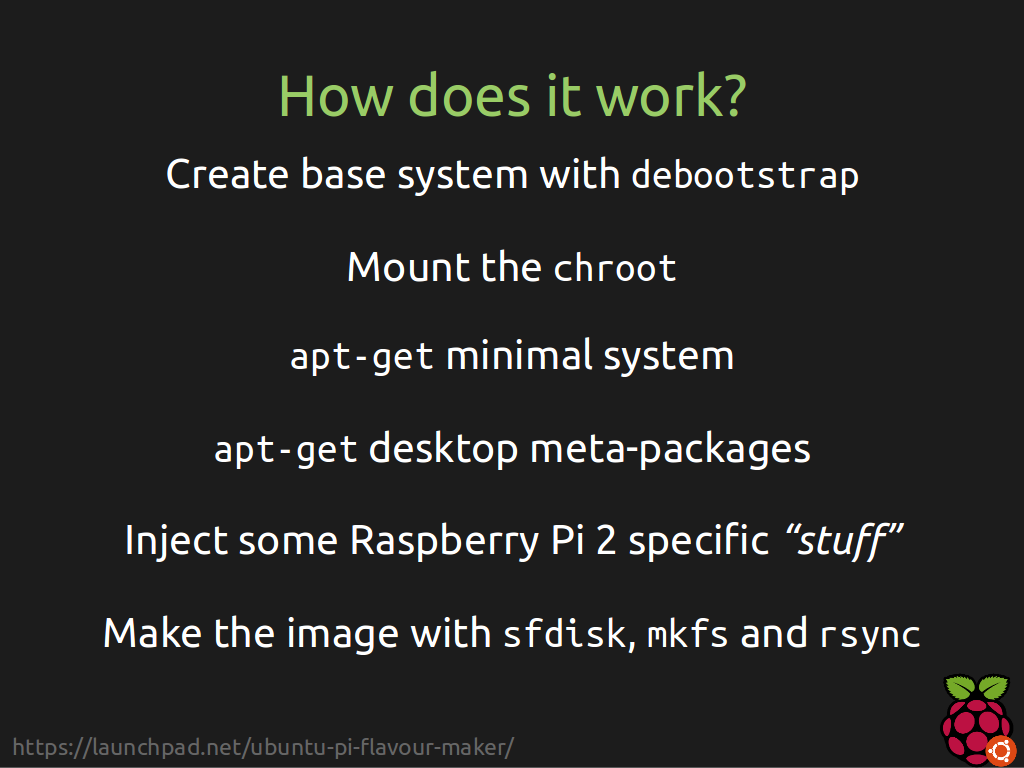 How does it work?
Create base system with debootstrap
Mount the chroot
apt-get minimal system
apt-get desktop meta-packages
Inject some Raspberry Pi 2 specific “stuff”
Make the image with sfdisk, mkfs and rsync
https://launchpad.net/ubuntu-pi-flavour-maker/